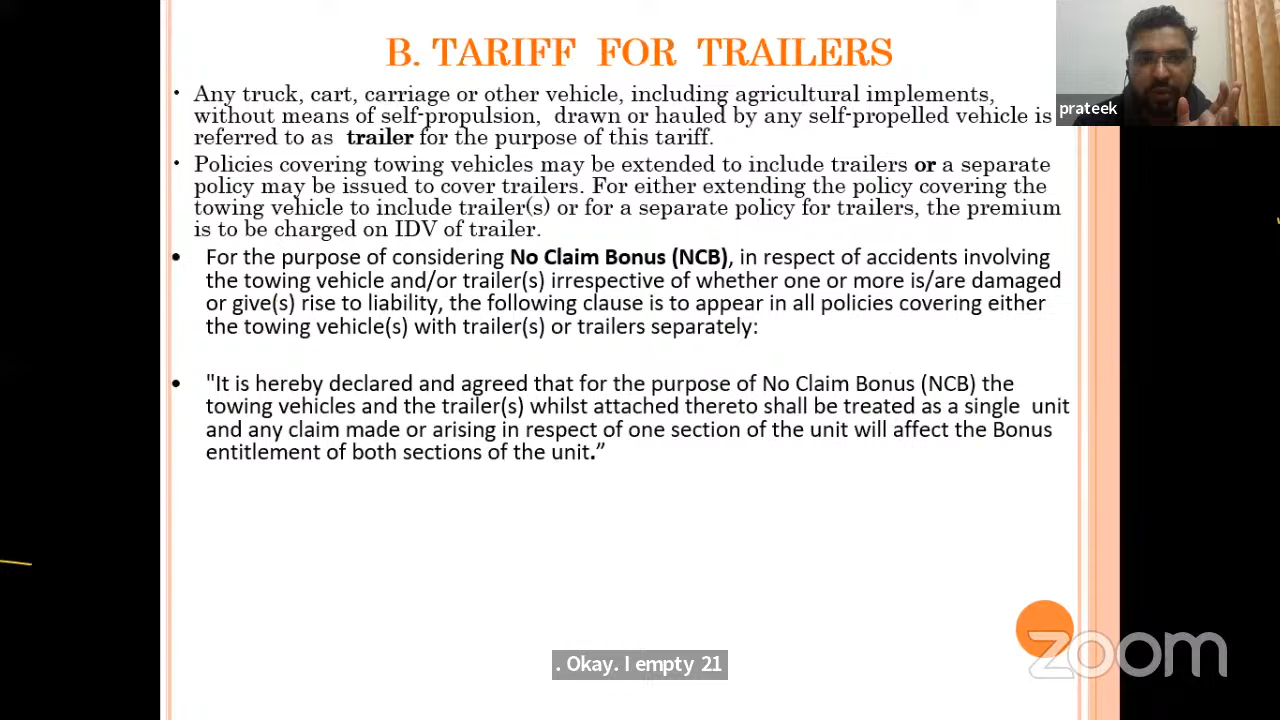 B. TARIFF FOR TRAILERS
prateek
• Any truck, cart, carriage or other vehicle, including agricultural implements,
without means of self-propulsion, drawn or hauled by any self-propelled vehicle is
referred to as trailer for the purpose of this tariff.
• Policies covering towing vehicles may be extended to include trailers or a separate
policy may be issued to cover trailers. For either extending the policy covering the
towing vehicle to include trailer(s) or for a separate policy for trailers, the premium
is to be charged on IDV of trailer.
• For the purpose of considering No Claim Bonus (NCB), in respect of accidents involving
the towing vehicle and/or trailer(s) irrespective of whether one or more is/are damaged
or give(s) rise to liability, the following clause is to appear in all policies covering either
the towing vehicle(s) with trailer(s) or trailers separately:
• "It is hereby declared and agreed that for the purpose of No Claim Bonus (NCB) the
towing vehicles and the trailer(s) whilst attached thereto shall be treated as a single unit
and any claim made or arising in respect of one section of the unit will affect the Bonus
entitlement of both sections of the unit.”
zoom
. Okay. I empty 21